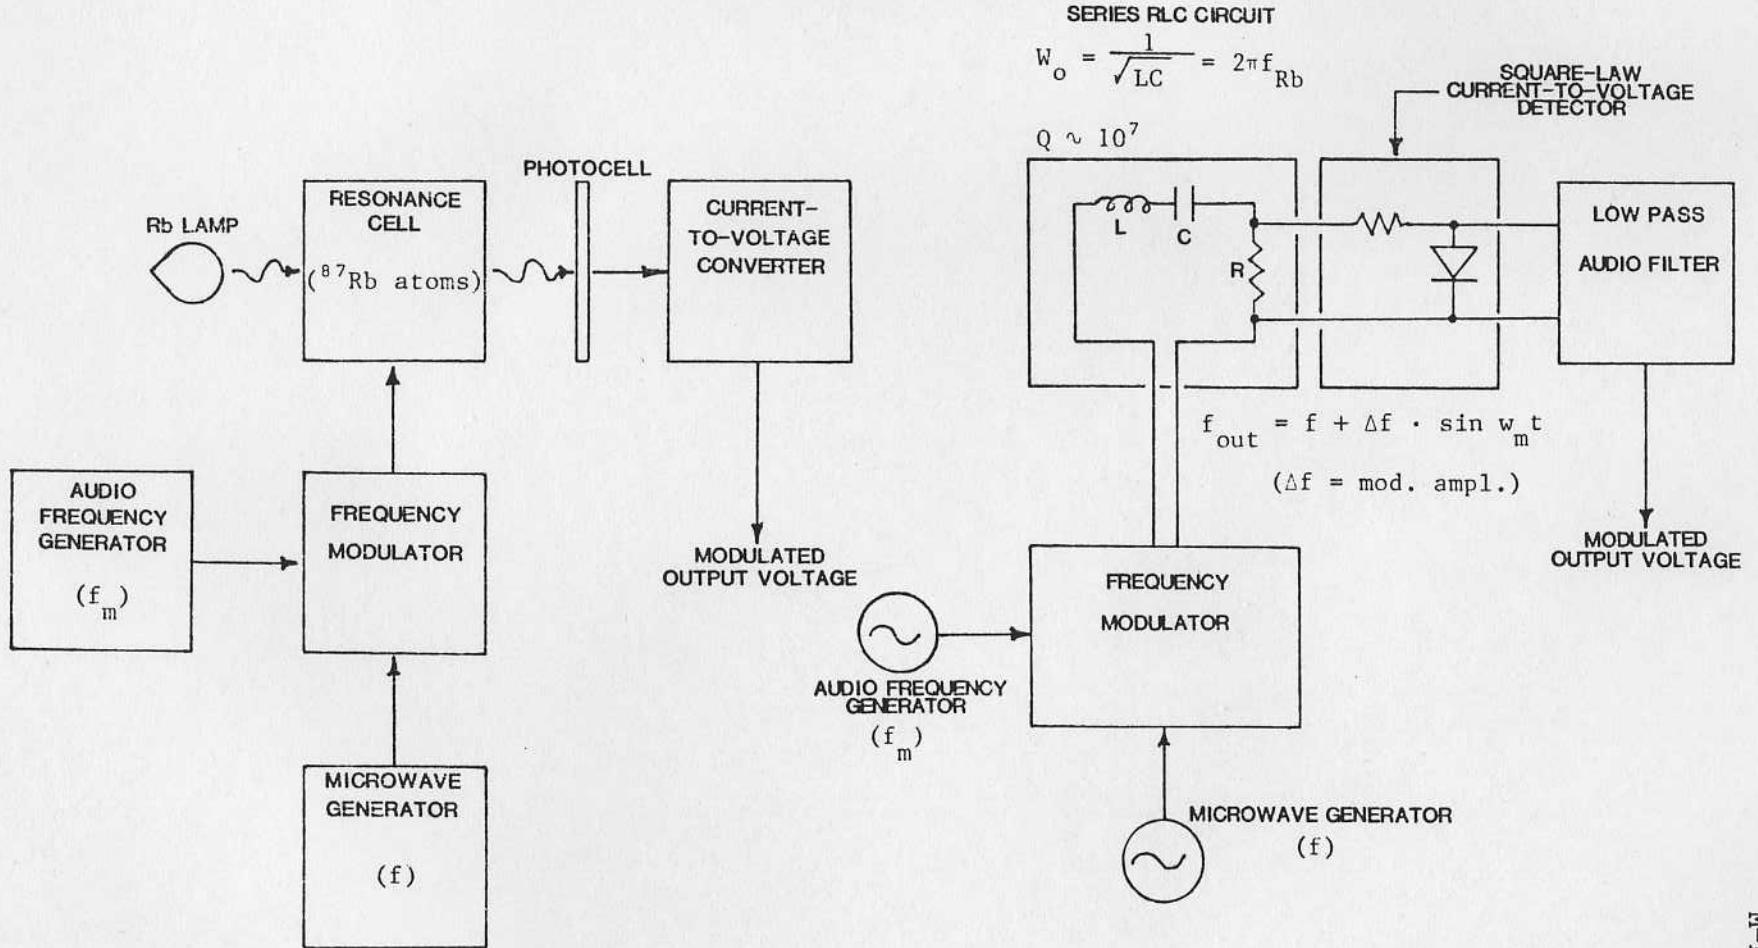 Rb LAMP
RESONANCE
CELL
(⁸⁷Rb atoms)
PHOTOCELL
CURRENT-
TO-VOLTAGE
CONVERTER
AUDIO
FREQUENCY
GENERATOR
(f_m)
FREQUENCY
MODULATOR
MODULATED
OUTPUT VOLTAGE
MICROWAVE
GENERATOR
(f)
SERIES RLC CIRCUIT
W_o = 1/√LC = 2πf_Rb
Q ~ 10⁷
SQUARE-LAW
CURRENT-TO-VOLTAGE
DETECTOR
L
C
R
LOW PASS
AUDIO FILTER
f_out = f + Δf · sin w_m t
(Δf = mod. ampl.)
MODULATED
OUTPUT VOLTAGE
FREQUENCY
MODULATOR
AUDIO FREQUENCY
GENERATOR
(f_m)
MICROWAVE GENERATOR
(f)